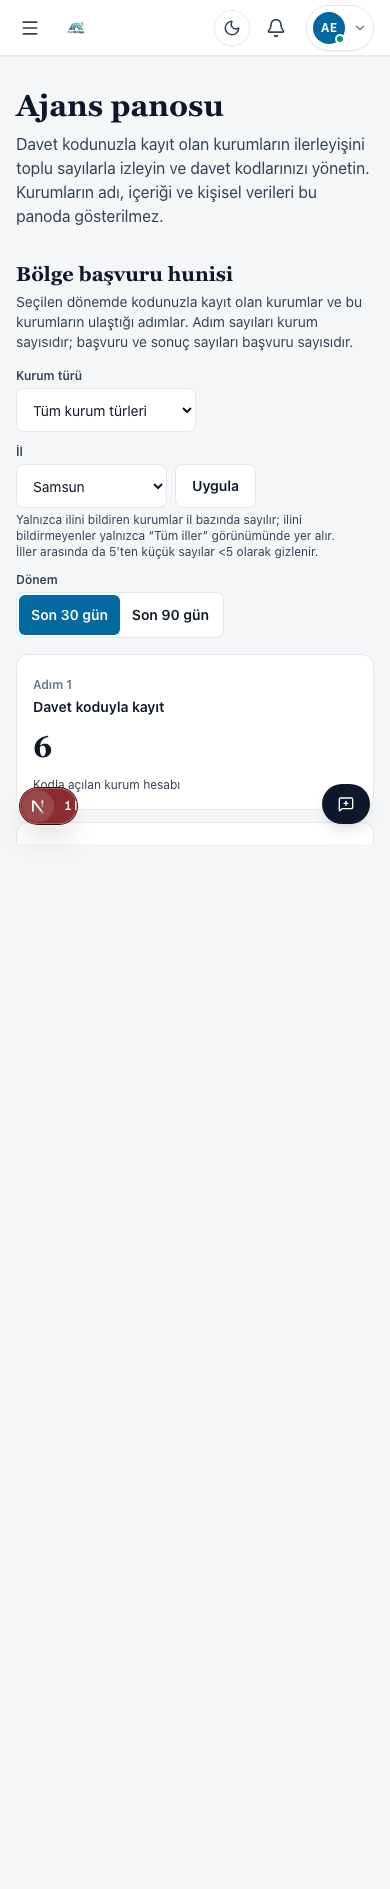 AE
Ajans panosu
Davet kodunuzla kayıt olan kurumların ilerleyişini
toplu sayılarla izleyin ve davet kodlarınızı yönetin.
Kurumların adı, içeriği ve kişisel verileri bu
panoda gösterilmez.
Bölge başvuru hunisi
Seçilen dönemde kodunuzla kayıt olan kurumlar ve bu
kurumların ulaştığı adımlar. Adım sayıları kurum
sayısıdır; başvuru ve sonuç sayıları başvuru sayısıdır.
Kurum türü
Tüm kurum türleri
İl
Samsun
Uygula
Yalnızca ilini bildiren kurumlar il bazında sayılır; ilini
bildirmeyenler yalnızca “Tüm iller” görünümünde yer alır.
İller arasında da 5'ten küçük sayılar <5 olarak gizlenir.
Dönem
Son 30 gün
Son 90 gün
Adım 1
Davet koduyla kayıt
6
Kodla açılan kurum hesabı
N
1